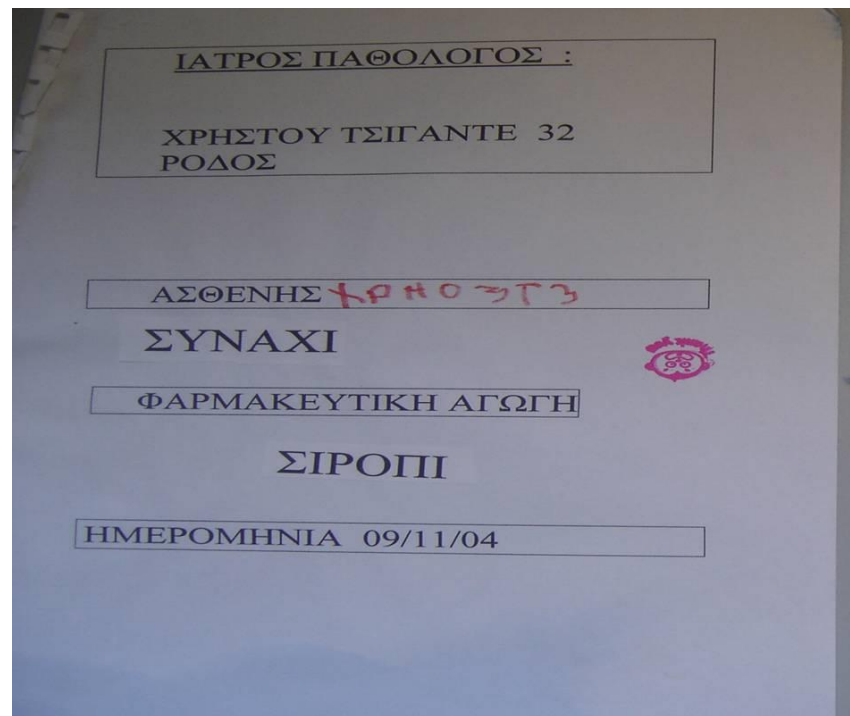 ΙΑΤΡΟΣ ΠΑΘΟΛΟΓΟΣ :
ΧΡΗΣΤΟΥ ΤΣΙΓΑΝΤΕ 32
ΡΟΔΟΣ
ΑΣΘΕΝΗΣ
ΣΥΝΑΧΙ
ΦΑΡΜΑΚΕΥΤΙΚΗ ΑΓΩΓΗ
ΣΙΡΟΠΙ
ΗΜΕΡΟΜΗΝΙΑ 09/11/04